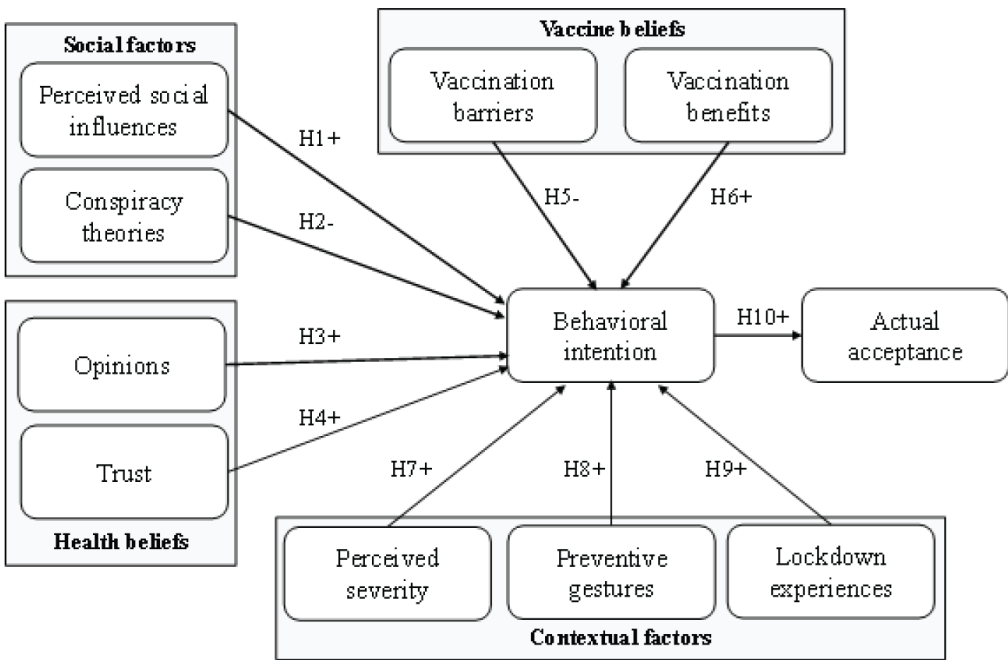 Social factors
Perceived social
influences
Conspiracy
theories
Vaccine beliefs
Vaccination
barriers
Vaccination
benefits
H1+
H2-
H5-
H6+
Opinions
Trust
Health beliefs
H3+
H4+
Behavioral
intention
H10+
Actual
acceptance
H7+
H8+
H9+
Perceived
severity
Preventive
gestures
Lockdown
experiences
Contextual factors